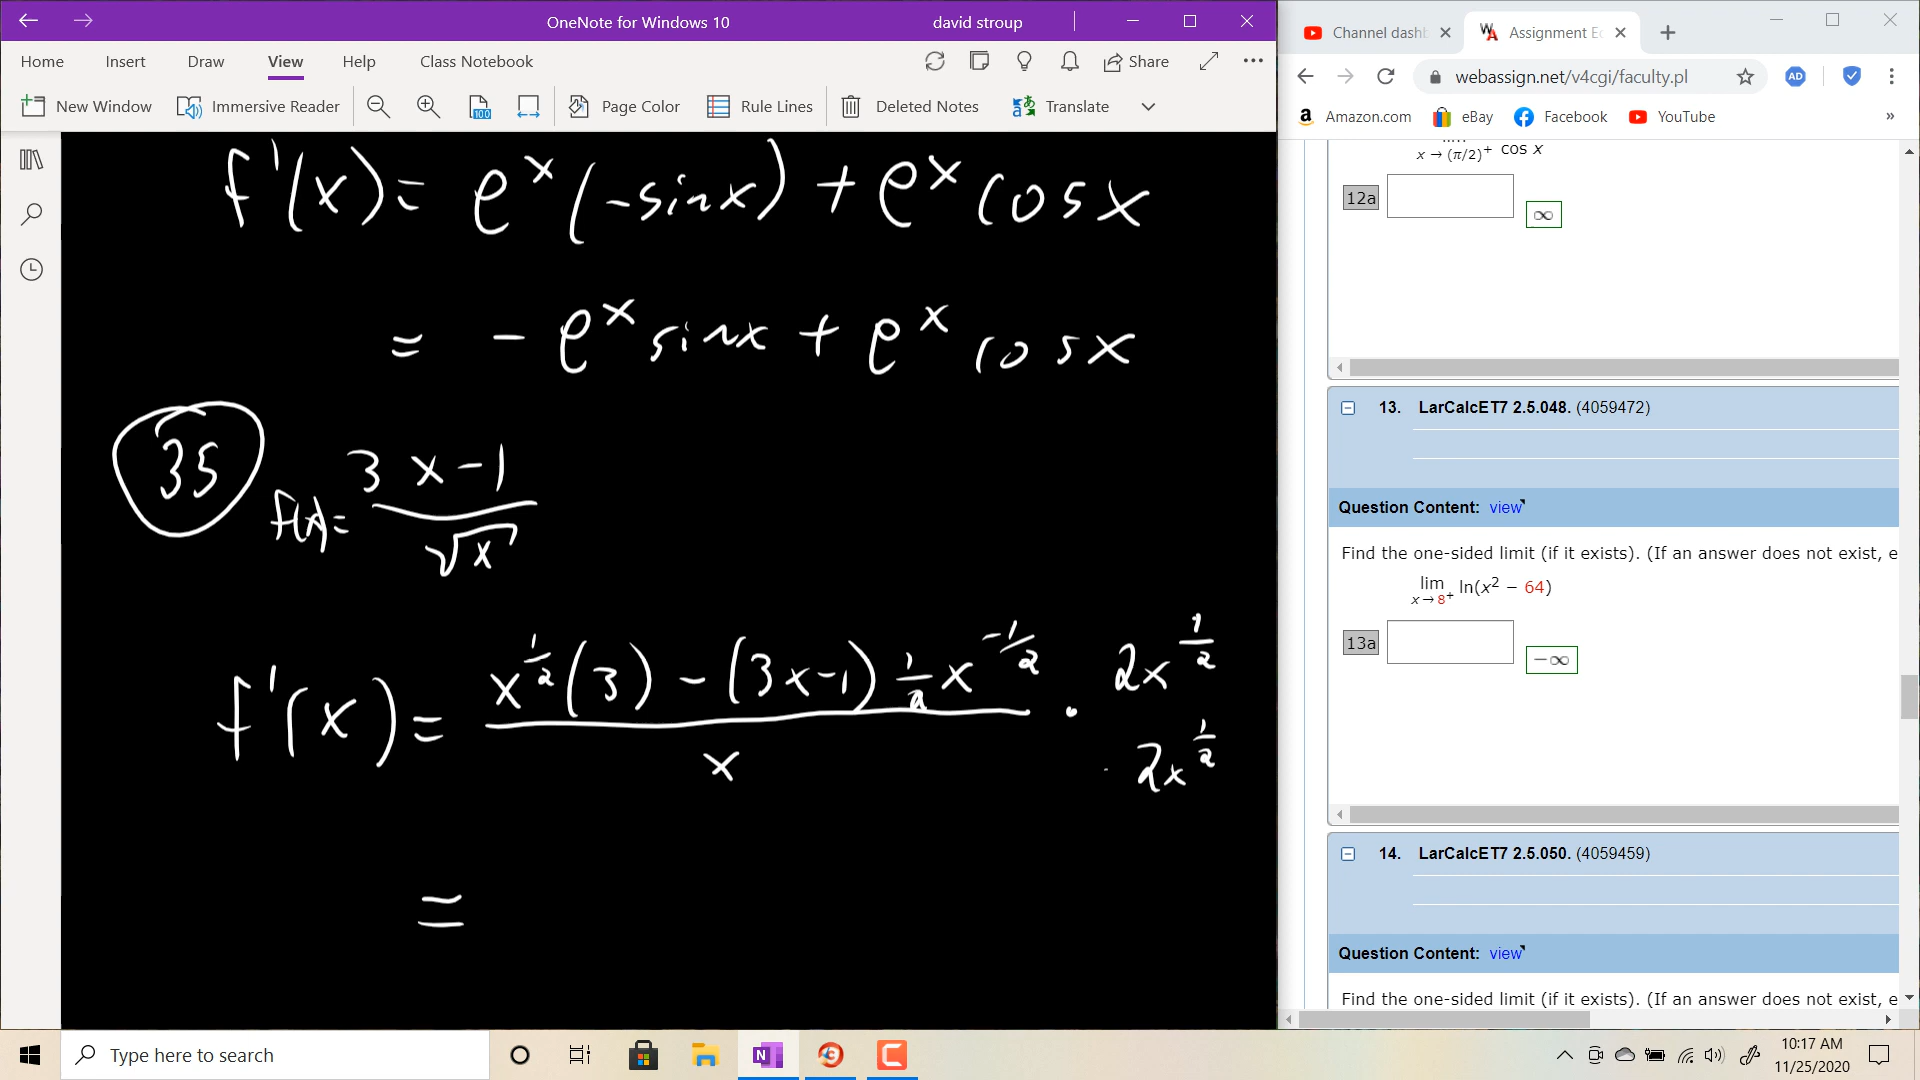 OneNote for Windows 10
david stroup
Home Insert Draw View Help Class Notebook Share
New Window Immersive Reader 100 Page Color Rule Lines Deleted Notes Translate
f'(x) = e^x (-sinx) + e^x cosx
= - e^x sinx + e^x cosx
35 f(x) = (3x-1)/√x
f'(x) = (x^(1/2) (3) - (3x-1) 1/2 x^(-1/2))/x · 2x^(1/2)/2x^(1/2)
=
Channel dashb
Assignment Ec
webassign.net/v4cgi/faculty.pl
AD
a Amazon.com eBay Facebook YouTube »
x → (π/2)⁺ cos x
12a ∞
13. LarCalcET7 2.5.048. (4059472)
Question Content: view
Find the one-sided limit (if it exists). (If an answer does not exist, e
lim x→8⁺ ln(x² − 64)
13a −∞
14. LarCalcET7 2.5.050. (4059459)
Question Content: view
Find the one-sided limit (if it exists). (If an answer does not exist, e
Type here to search
N
10:17 AM
11/25/2020